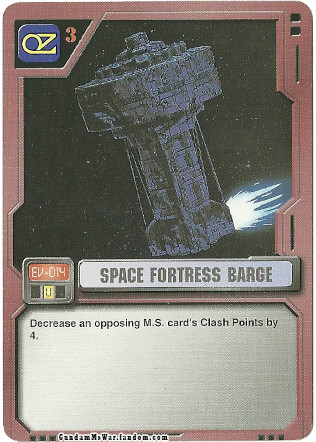 OZ 3
EV-014
U
SPACE FORTRESS BARGE
Decrease an opposing M.S. card's Clash Points by
4.
GundamMsWar.fandom.com